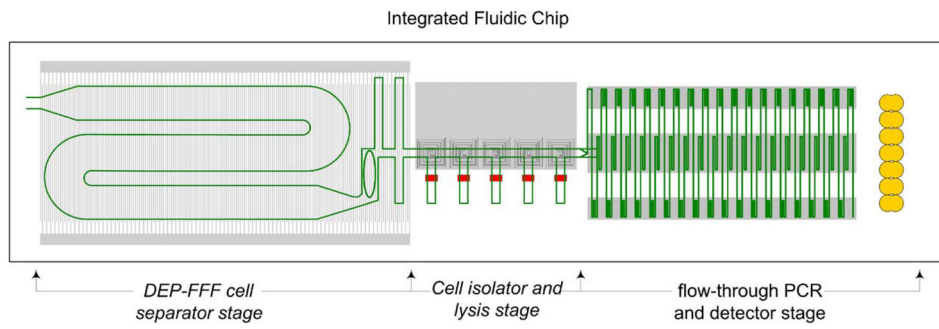 Integrated Fluidic Chip
DEP-FFF cell
separator stage
Cell isolator and
lysis stage
flow-through PCR
and detector stage